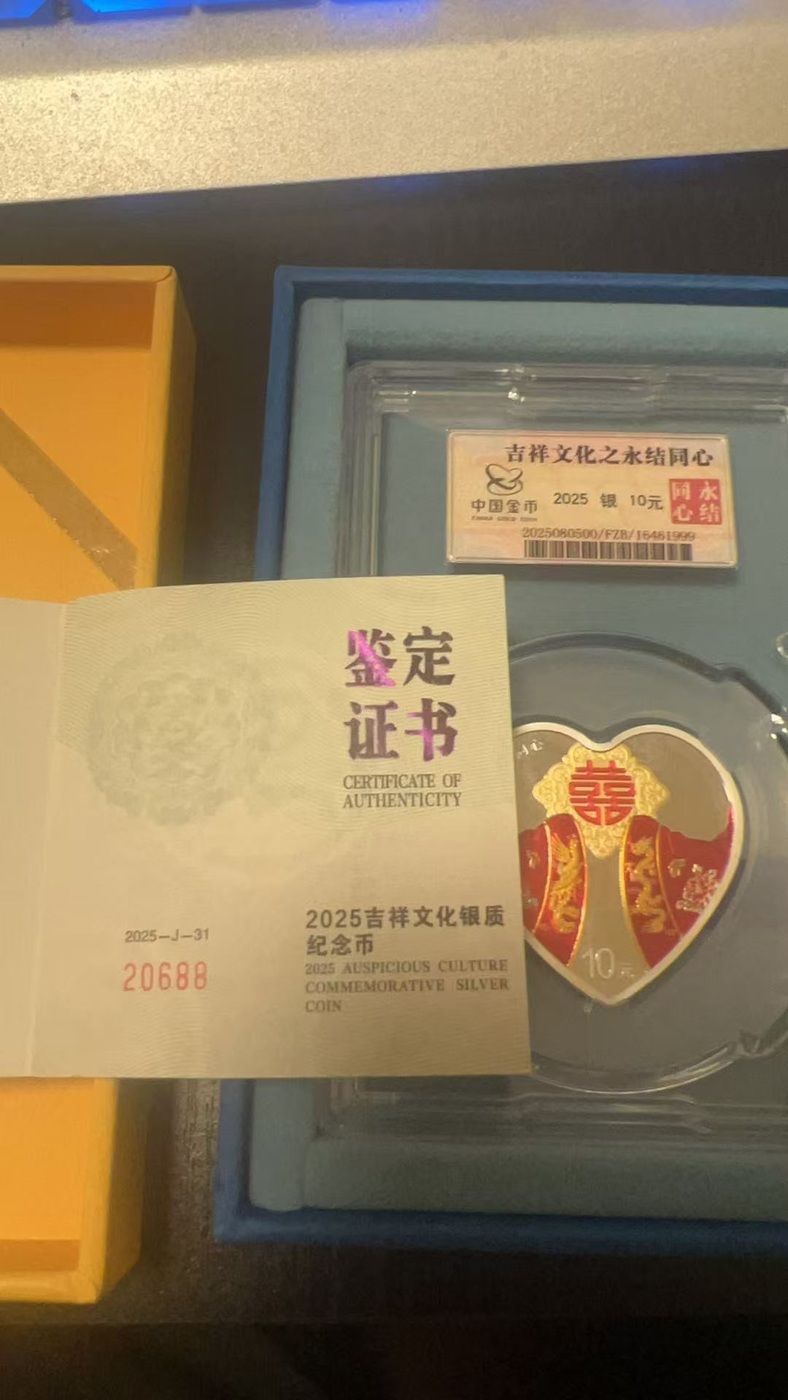 吉祥文化之永结同心
中国金币
CHINA GOLD COIN
2025 银 10元
永结
同心
2025080500/FZB/16461999
鉴定
证书
CERTIFICATE OF
AUTHENTICITY
2025—J—31
20688
2025吉祥文化银质
纪念币
2025 AUSPICIOUS CULTURE
COMMEMORATIVE SILVER
COIN
囍
10元